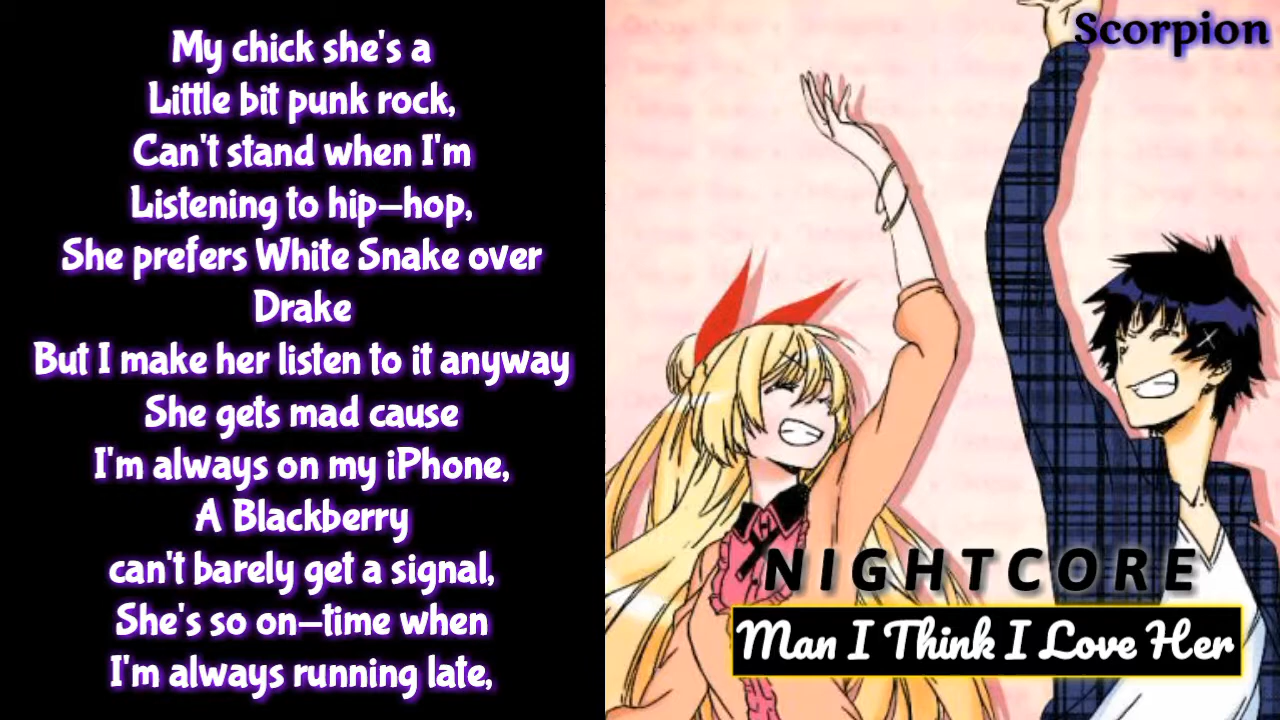 My chick she's a
Little bit punk rock,
Can't stand when I'm
Listening to hip-hop,
She prefers White Snake over
Drake
But I make her listen to it anyway
She gets mad cause
I'm always on my iPhone,
A Blackberry
can't barely get a signal,
She's so on-time when
I'm always running late,
Scorpion
NIGHTCORE
Man I Think I Love Her